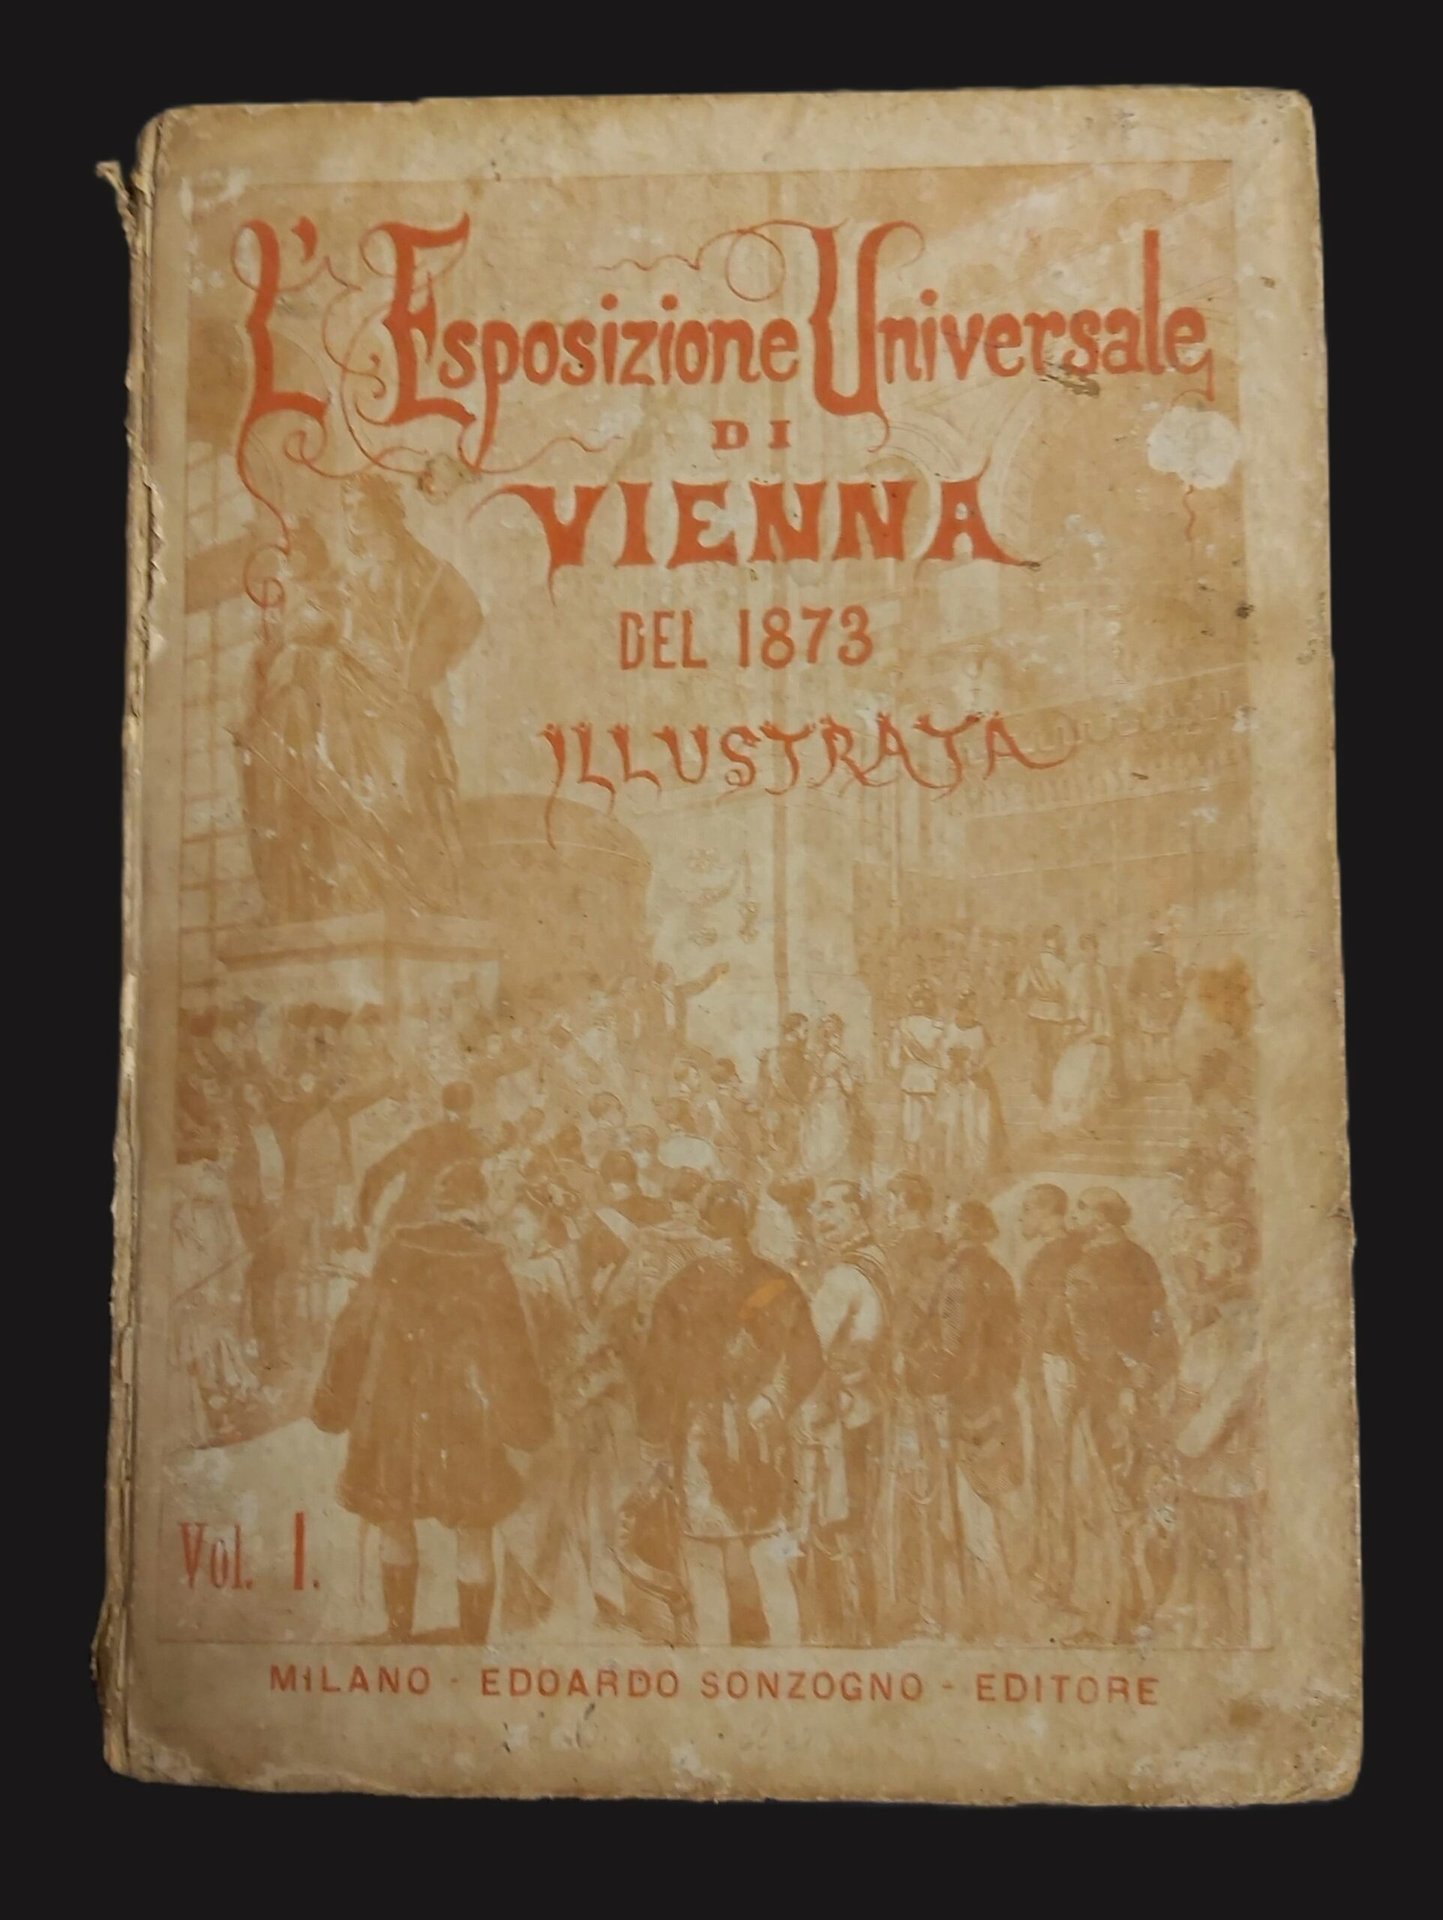 L'Esposizione Universale
DI
VIENNA
DEL 1873
ILLUSTRATA
Vol. I.
MILANO - EDOARDO SONZOGNO - EDITORE